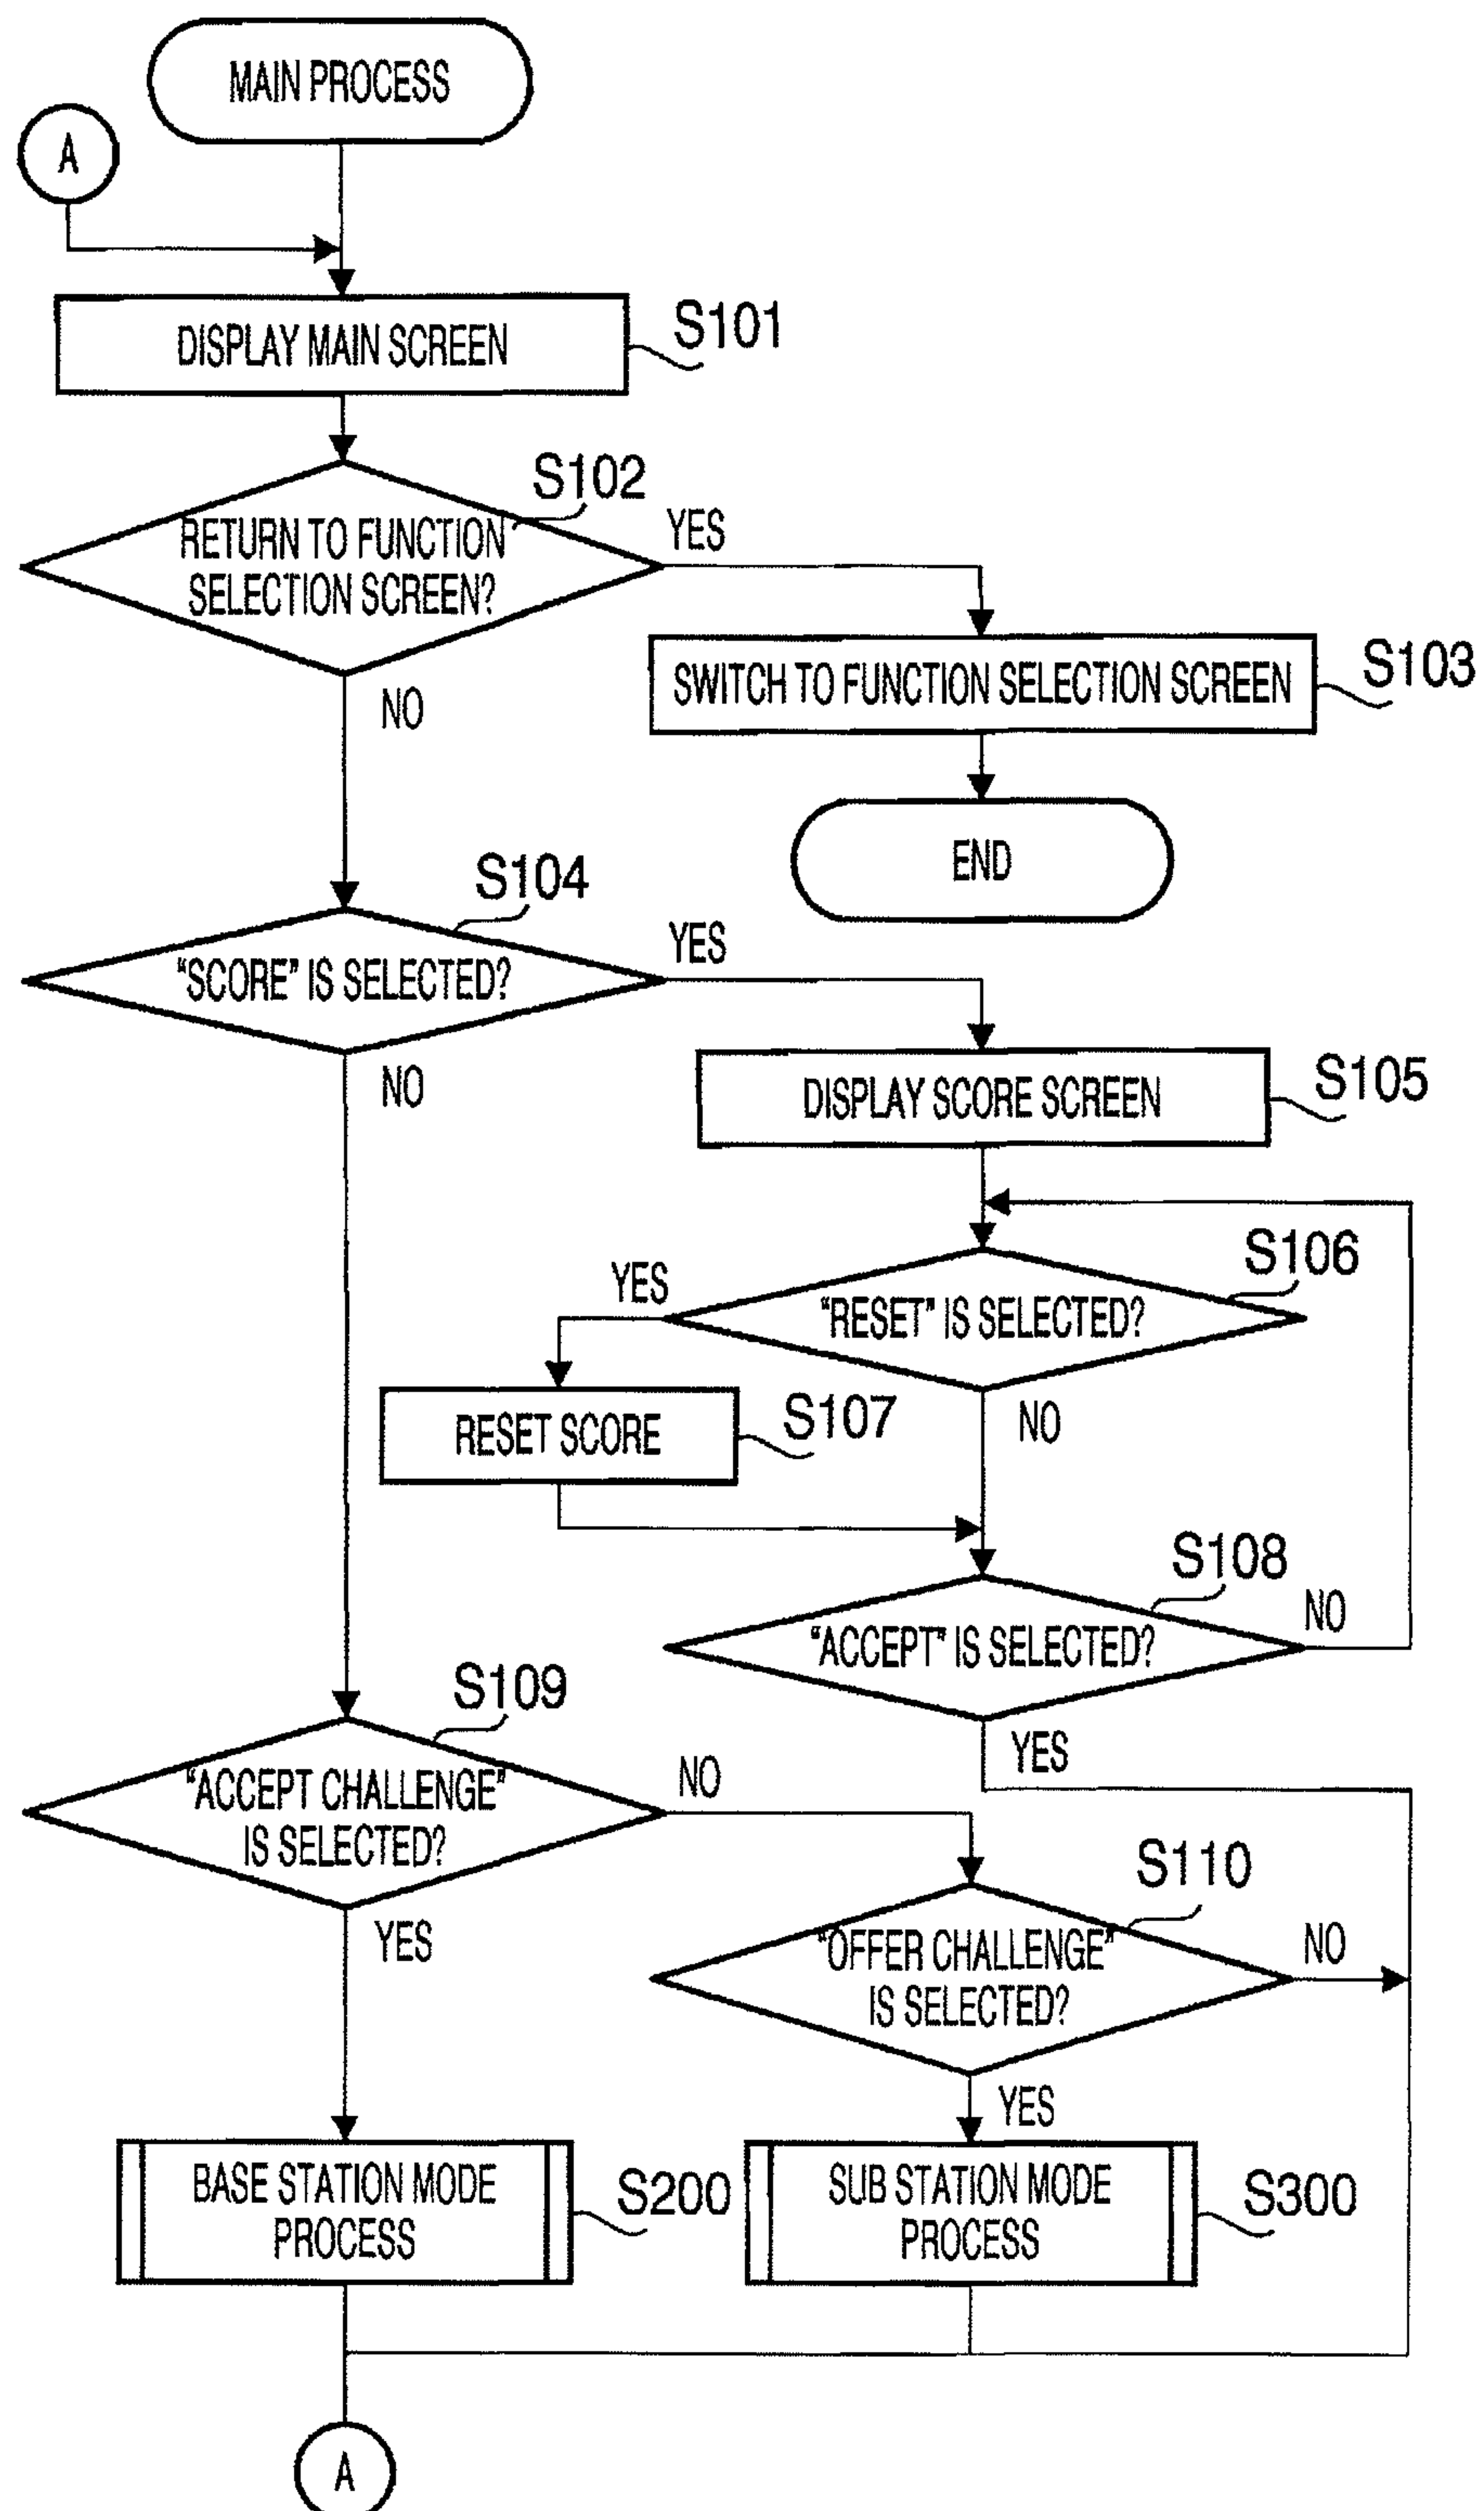 MAIN PROCESS
A
DISPLAY MAIN SCREEN
S101
S102
RETURN TO FUNCTION
SELECTION SCREEN?
YES
NO
SWITCH TO FUNCTION SELECTION SCREEN
S103
END
S104
"SCORE" IS SELECTED?
YES
NO
DISPLAY SCORE SCREEN
S105
S106
"RESET" IS SELECTED?
YES
NO
RESET SCORE
S107
S108
"ACCEPT" IS SELECTED?
NO
YES
S109
"ACCEPT CHALLENGE"
IS SELECTED?
NO
YES
S110
"OFFER CHALLENGE"
IS SELECTED?
NO
YES
BASE STATION MODE
PROCESS
S200
SUB STATION MODE
PROCESS
S300
A